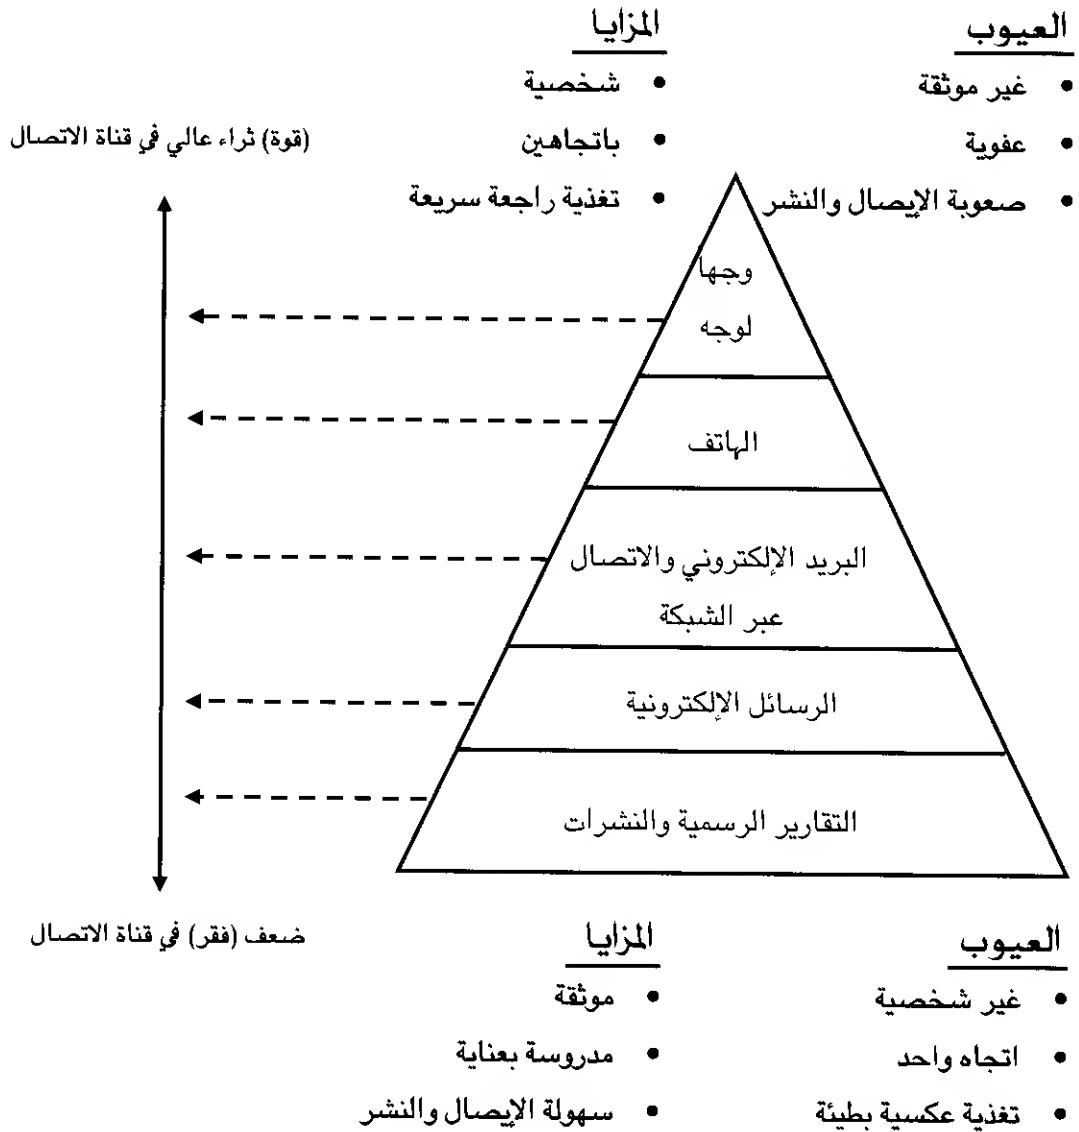 العيوب
• غير موثقة
• عفوية
• صعوبة الإيصال والنشر
المزايا
• شخصية
• باتجاهين
• تغذية راجعة سريعة
(قوة) ثراء عالي في قناة الاتصال
وجها
لوجه
الهاتف
البريد الإلكتروني والاتصال
عبر الشبكة
الرسائل الإلكترونية
التقارير الرسمية والنشرات
ضعف (فقر) في قناة الاتصال
العيوب
• غير شخصية
• اتجاه واحد
• تغذية عكسية بطيئة
المزايا
• موثقة
• مدروسة بعناية
• سهولة الإيصال والنشر